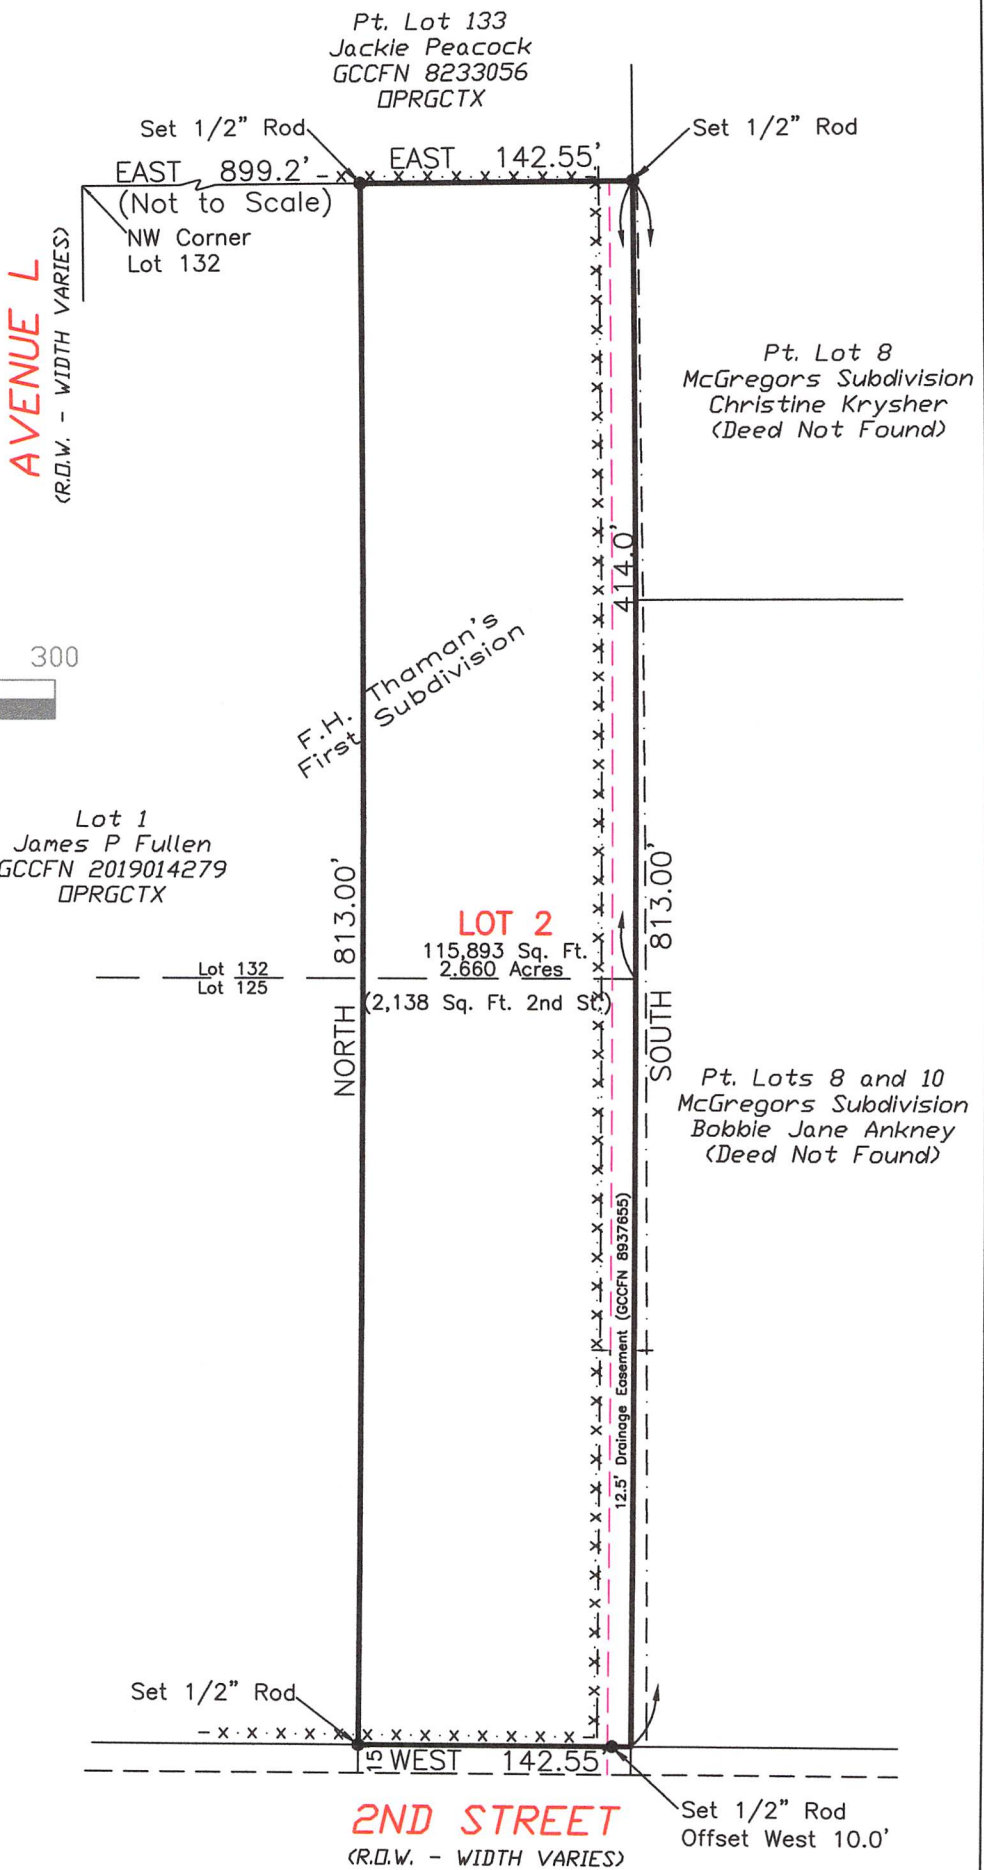 Pt. Lot 133
Jackie Peacock
GCCFN 8233056
OPRGCTX
Set 1/2" Rod
Set 1/2" Rod
EAST 899.2'
(Not to Scale)
EAST 142.55'
NW Corner
Lot 132
AVENUE L
(R.O.W. - WIDTH VARIES)
Pt. Lot 8
McGregors Subdivision
Christine Krysher
(Deed Not Found)
414.0'
300
F.H. Thaman's
First Subdivision
Lot 1
James P Fullen
GCCFN 2019014279
OPRGCTX
NORTH 813.00'
SOUTH 813.00'
LOT 2
115,893 Sq. Ft.
2.660 Acres
(2,138 Sq. Ft. 2nd St.)
Lot 132
Lot 125
Pt. Lots 8 and 10
McGregors Subdivision
Bobbie Jane Ankney
(Deed Not Found)
12.5' Drainage Easement (GCCFN 8937655)
Set 1/2" Rod
15'
WEST 142.55'
Set 1/2" Rod
Offset West 10.0'
2ND STREET
(R.O.W. - WIDTH VARIES)